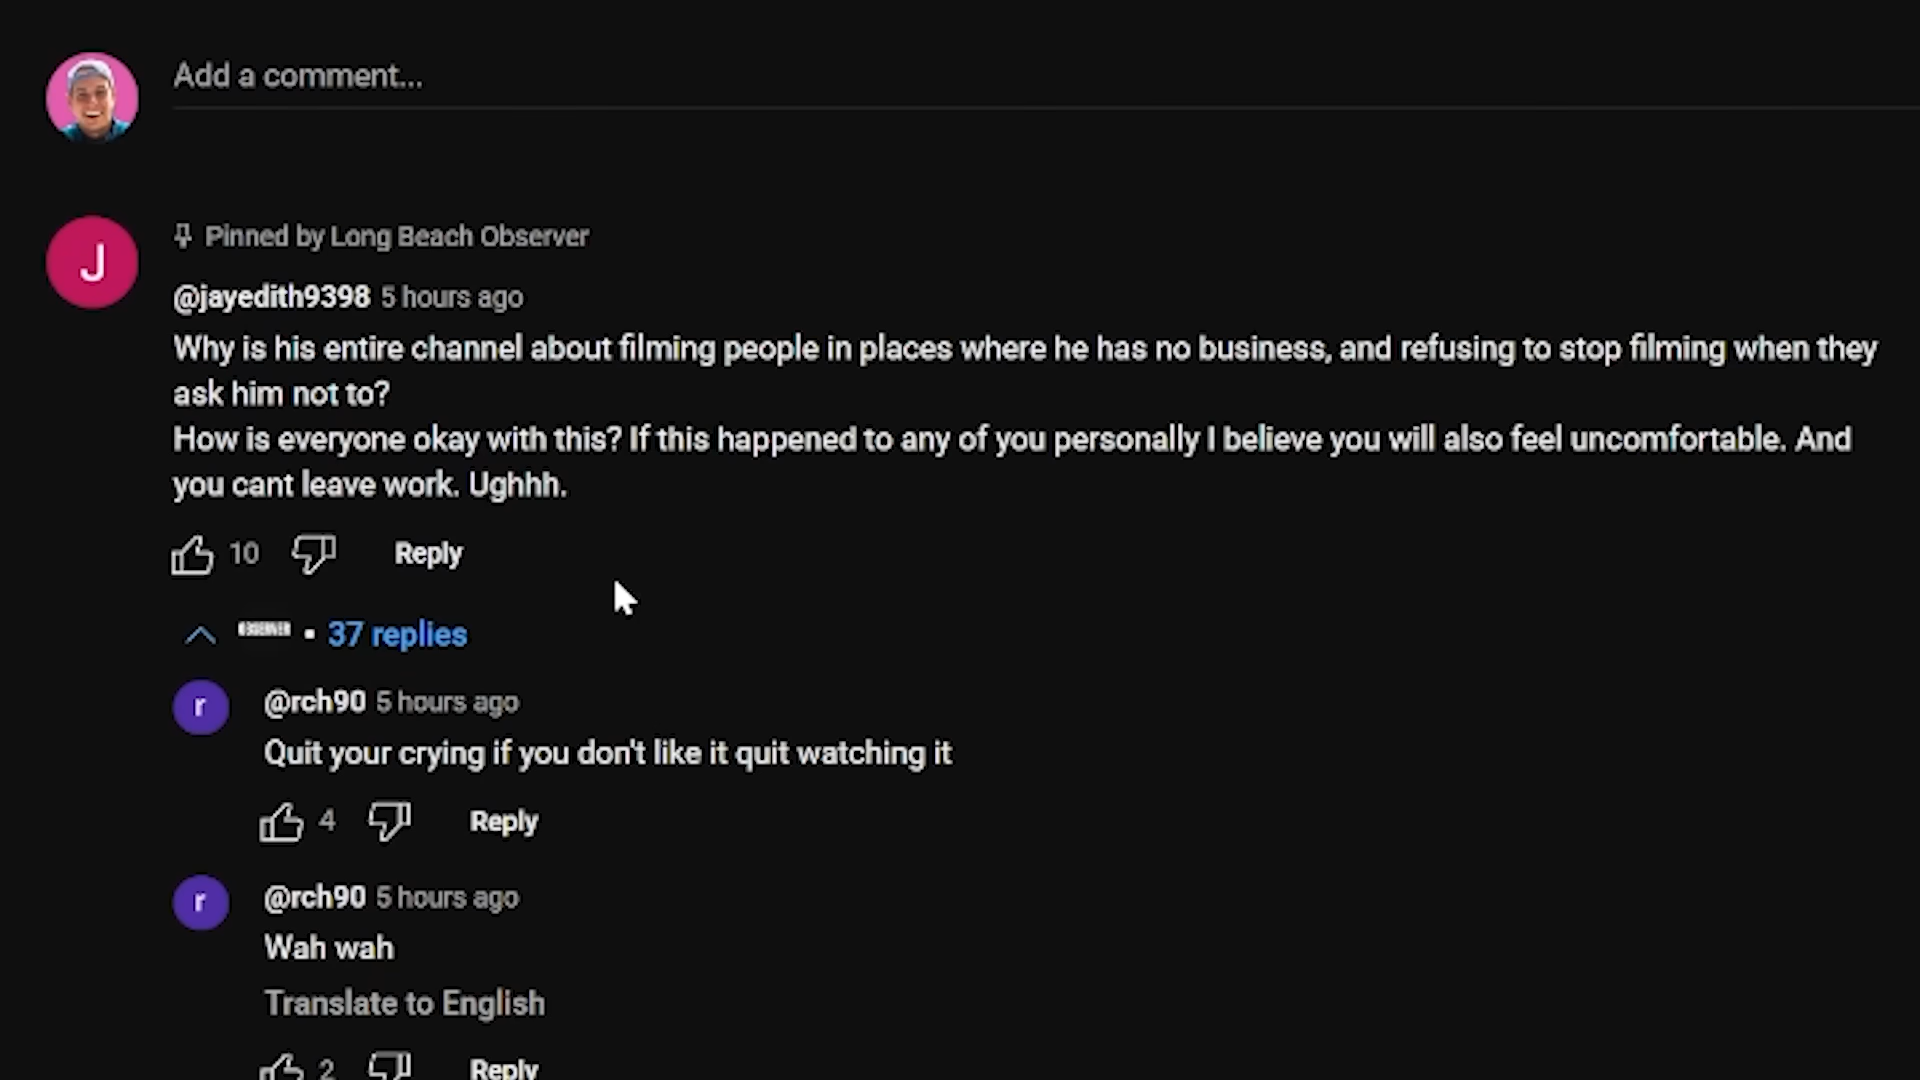 Add a comment...
Pinned by Long Beach Observer
J
@jayedith9398 5 hours ago
Why is his entire channel about filming people in places where he has no business, and refusing to stop filming when they
ask him not to?
How is everyone okay with this? If this happened to any of you personally I believe you will also feel uncomfortable. And
you cant leave work. Ughhh.
10 Reply
OBSERVER • 37 replies
r
@rch90 5 hours ago
Quit your crying if you don't like it quit watching it
4 Reply
r
@rch90 5 hours ago
Wah wah
Translate to English
2 Reply